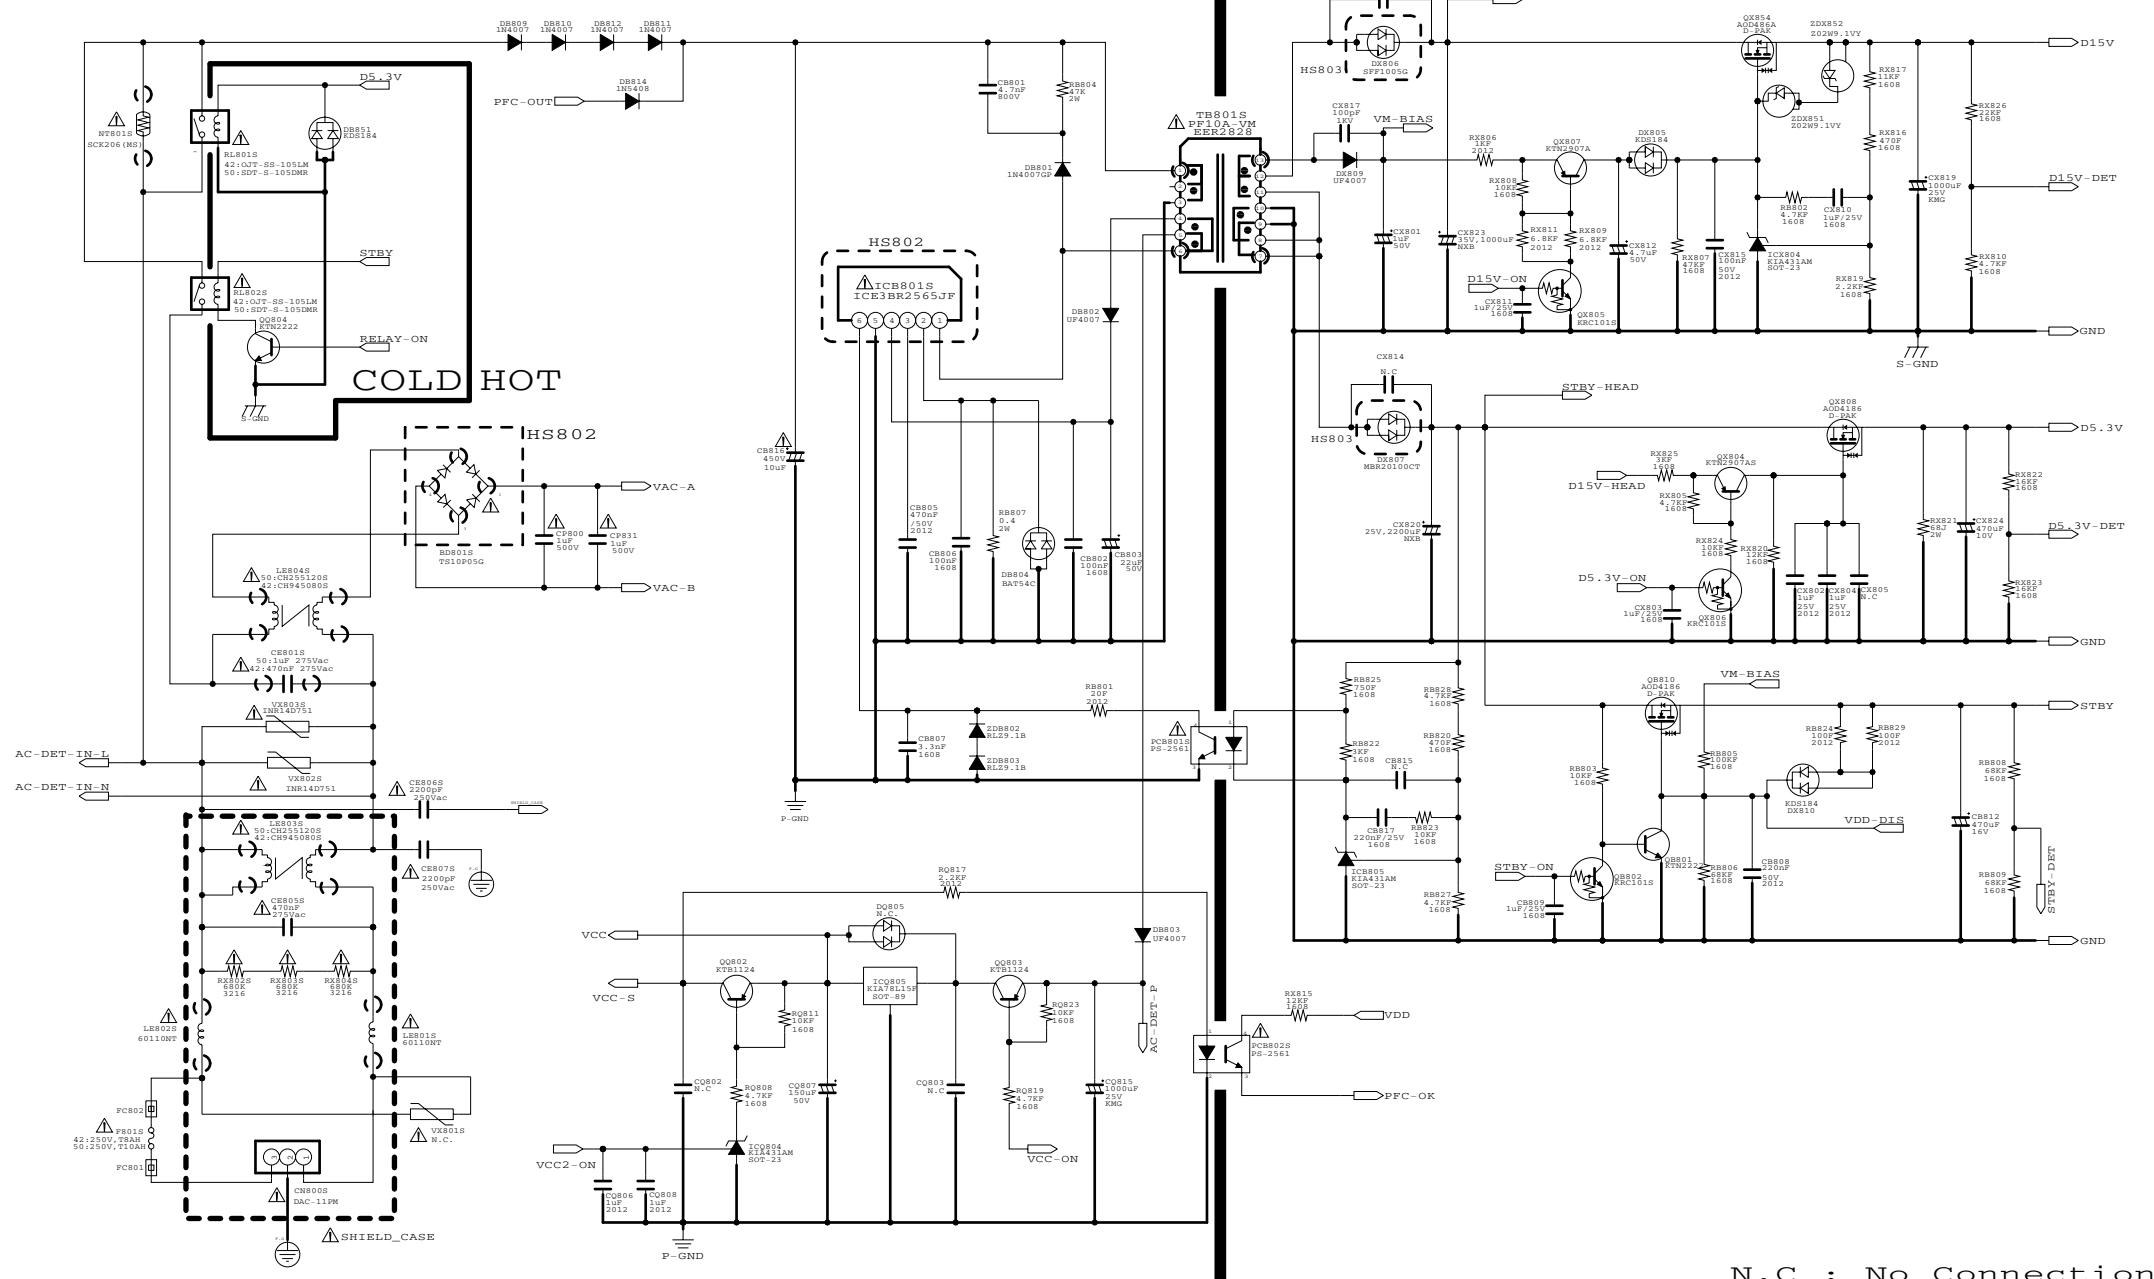 DB809
1N4007
DB810
1N4007
DB812
1N4007
DB811
1N4007
DB814
1N5408
PFC-OUT
D5.3V
NT801S
SCK206(MS)
RL801S
42:OJT-SS-105LM
50:SDT-S-105DMR
DB851
KDS184
STBY
RL802S
42:OJT-SS-105LM
50:SDT-S-105DMR
QQ804
KTN2222
RELAY-ON
S-GND
COLD HOT
HS802
BD801S
TS10P05G
VAC-A
VAC-B
CP800
1uF
500V
CP831
1uF
500V
LE804S
50:CH255120S
42:CH945080S
CE801S
50:1uF 275Vac
42:470nF 275Vac
VX803S
INR14D751
AC-DET-IN-L
VX802S
INR14D751
AC-DET-IN-N
CE806S
2200pF
250Vac
SHIELD_CASE
LE803S
50:CH255120S
42:CH945080S
CE807S
2200pF
250Vac
CE805S
470nF
275Vac
RX802S
680K
3216
RX803S
680K
3216
RX804S
680K
3216
LE802S
60110NT
LE801S
60110NT
FC802
F801S
42:250V,T8AH
50:250V,T10AH
FC801
VX801S
N.C.
CN800S
DAC-11PM
SHIELD_CASE
CB801
4.7nF
800V
RB804
47K
2W
DB801
1N4007GP
TB801S
PF10A-VM
EER2828
HS802
ICB801S
ICE3BR2565JF
6 5 4 3 2 1
DB802
UF4007
CB816
450V
10uF
CB805
470nF
/50V
2012
CB806
100nF
1608
RB807
0.4
2W
DB804
BAT54C
CB802
100nF
1608
CB803
22uF
50V
RB801
20F
2012
CB807
3.3nF
1608
ZDB802
RLZ9.1B
ZDB803
RLZ9.1B
PCB801S
PS-2561
P-GND
RQ817
2.2KF
2012
VCC
DQ805
N.C.
VCC-S
QQ802
KTB1124
ICQ805
KIA78L15F
SOT-89
QQ803
KTB1124
DB803
UF4007
AC-DET-P
RQ811
10KF
1608
RQ823
10KF
1608
CQ802
N.C
RQ808
4.7KF
1608
CQ807
150uF
50V
CQ803
N.C
RQ819
4.7KF
1608
CQ815
1000uF
25V
KMG
VCC2-ON
ICQ804
KIA431AM
SOT-23
VCC-ON
CQ806
1uF
2012
CQ808
1uF
2012
P-GND
PCB802S
PS-2561
RX815
12KF
1608
VDD
PFC-OK
HS803
DX806
SFF1005G
QX854
AOD486A
D-PAK
ZDX852
ZO2W9.1VY
D15V
RX817
11KF
1608
ZDX851
ZO2W9.1VY
RX816
470F
1608
RX826
22KF
1608
CX817
100pF
1KV
VM-BIAS
DX809
UF4007
RX806
1KF
2012
QX807
KTN2907A
DX805
KDS184
RX808
10KF
1608
D15V-DET
CX819
1000uF
25V
KMG
RB802
4.7KF
1608
CX810
1uF/25V
1608
CX801
1uF
50V
CX823
35V,1000uF
NXB
RX811
6.8KF
2012
RX809
6.8KF
2012
CX812
4.7uF
50V
RX807
47KF
1608
CX815
100nF
50V
2012
ICX804
KIA431AM
SOT-23
RX810
4.7KF
1608
D15V-ON
CX811
1uF/25V
1608
QX805
KRC101S
RX819
2.2KF
1608
GND
S-GND
CX814
N.C
STBY-HEAD
HS803
DX807
MBR20100CT
QX808
AOD4186
D-PAK
D5.3V
RX825
3KF
1608
QX804
KTN2907AS
D15V-HEAD
RX805
4.7KF
1608
RX822
16KF
1608
CX820
25V,2200uF
NXB
RX824
10KF
1608
RX820
12KF
1608
RX821
68J
2W
CX824
470uF
10V
D5.3V-DET
D5.3V-ON
CX803
1uF/25V
1608
QX806
KRC101S
CX802
1uF
25V
2012
CX804
1uF
25V
2012
CX805
N.C
RX823
16KF
1608
GND
RB825
750F
1608
RB828
4.7KF
1608
VM-BIAS
QB810
AOD4186
D-PAK
STBY
RB822
3KF
1608
RB820
470F
1608
CB815
N.C
RB803
10KF
1608
RB805
100KF
1608
RB824
100F
2012
RB829
100F
2012
KDS184
DX810
RB808
68KF
1608
VDD-DIS
CB817
220nF/25V
1608
RB823
10KF
1608
ICB805
KIA431AM
SOT-23
CB812
470uF
16V
STBY-ON
QB802
KRC101S
QB801
KTN2222
RB806
68KF
1608
CB808
220nF
50V
2012
RB827
4.7KF
1608
CB809
1uF/25V
1608
RB809
68KF
1608
STBY-DET
GND
N.C : No Connection